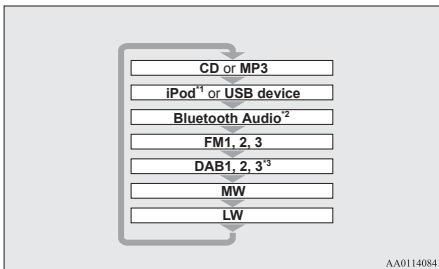 CD or MP3
iPod*1 or USB device
Bluetooth Audio*2
FM1, 2, 3
DAB1, 2, 3*3
MW
LW
AA0114084